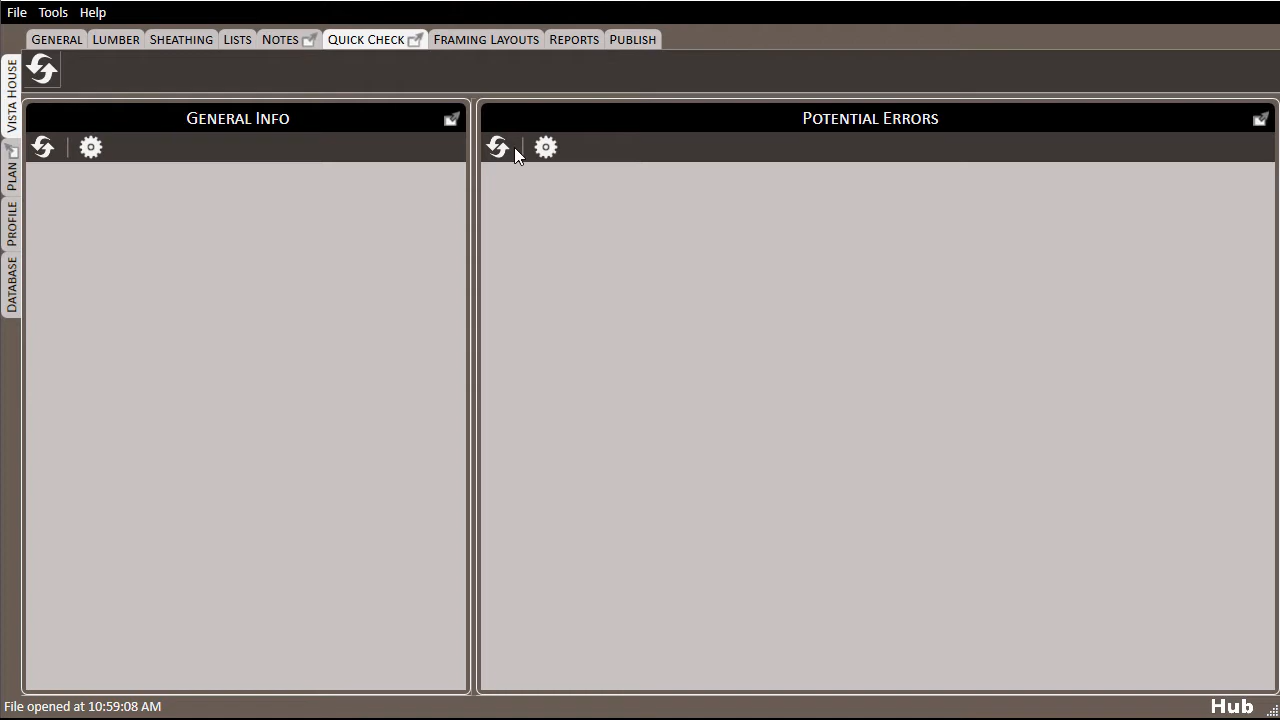 File Tools Help
GENERAL LUMBER SHEATHING LISTS NOTES QUICK CHECK FRAMING LAYOUTS REPORTS PUBLISH
VISTA HOUSE
PLAN
PROFILE
DATABASE
GENERAL INFO
POTENTIAL ERRORS
File opened at 10:59:08 AM
Hub